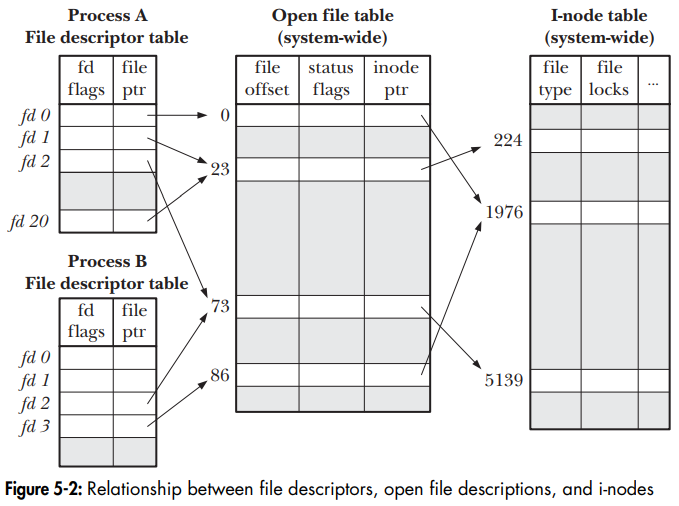 Process A
File descriptor table
fd flags
file ptr
fd 0
fd 1
fd 2
fd 20
Process B
File descriptor table
fd flags
file ptr
fd 0
fd 1
fd 2
fd 3
Open file table
(system-wide)
file offset
status flags
inode ptr
0
23
73
86
I-node table
(system-wide)
file type
file locks
...
224
1976
5139
Figure 5-2: Relationship between file descriptors, open file descriptions, and i-nodes